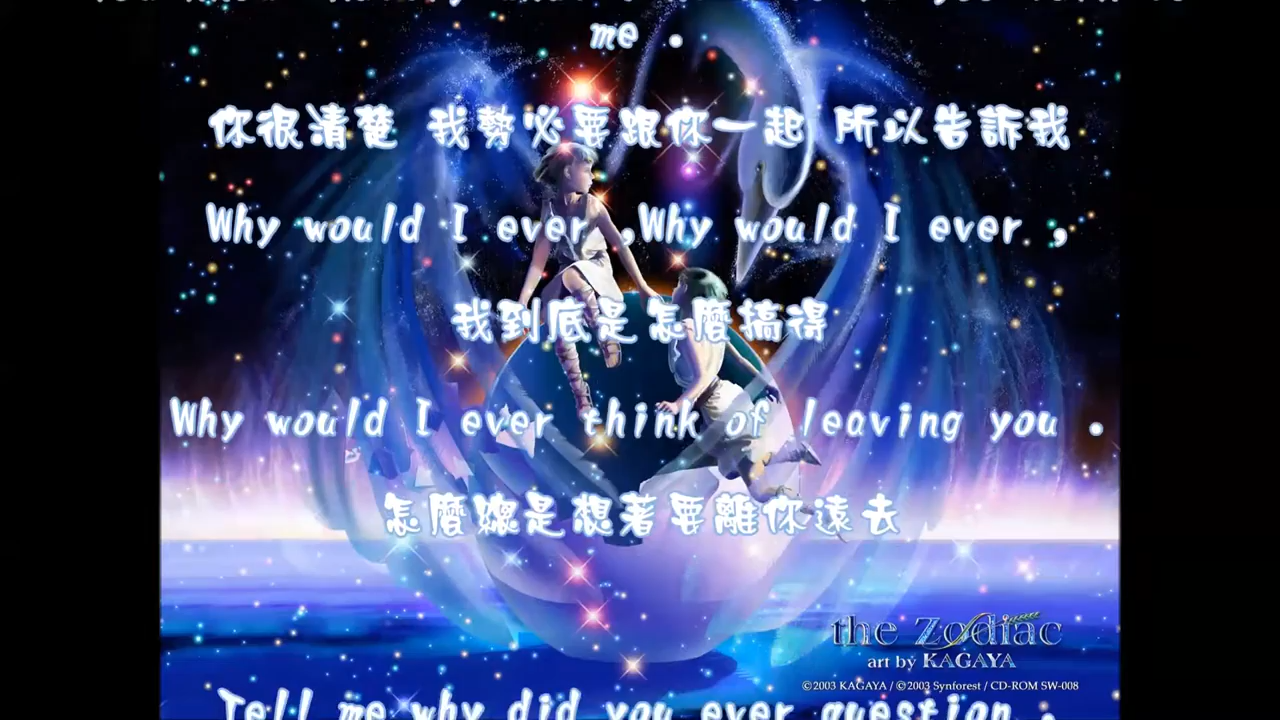 me .
你很清楚 我勢必要跟你一起 所以告訴我
Why would I ever ,Why would I ever ,
我到底是怎麼搞得
Why would I ever think of leaving you .
怎麼總是想著要離你遠去
the Zodiac
art by KAGAYA
©2003 KAGAYA / ©2003 Synforest / CD-ROM SW-008
Tell me why did you ever question .